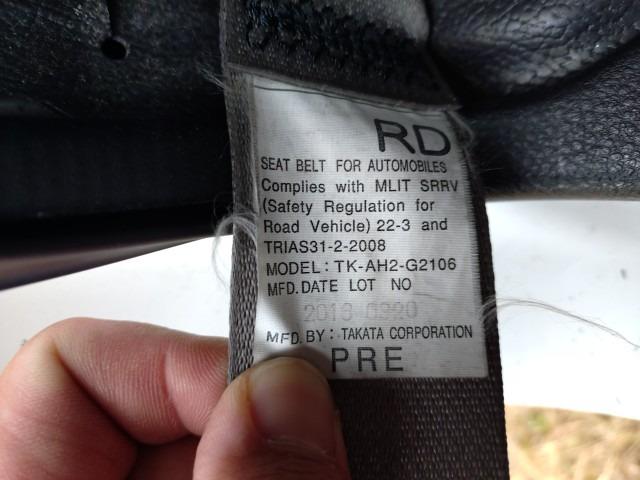 RD
SEAT BELT FOR AUTOMOBILES
Complies with MLIT SRRV
(Safety Regulation for
Road Vehicle) 22-3 and
TRIAS31-2-2008
MODEL: TK-AH2-G2106
MFD.DATE LOT NO
MFD.BY: TAKATA CORPORATION
PRE